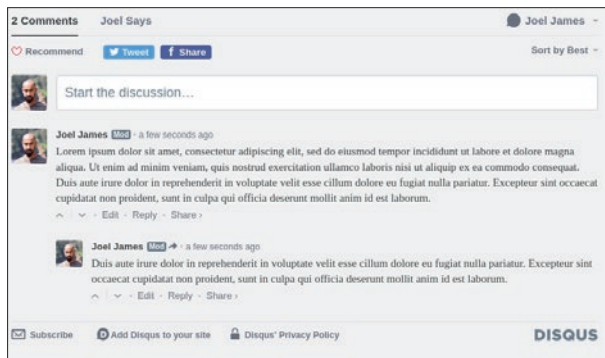 2 Comments Joel Says Joel James
Recommend Tweet f Share Sort by Best
Start the discussion…
Joel James Mod • a few seconds ago
Lorem ipsum dolor sit amet, consectetur adipiscing elit, sed do eiusmod tempor incididunt ut labore et dolore magna
aliqua. Ut enim ad minim veniam, quis nostrud exercitation ullamco laboris nisi ut aliquip ex ea commodo consequat.
Duis aute irure dolor in reprehenderit in voluptate velit esse cillum dolore eu fugiat nulla pariatur. Excepteur sint occaecat
cupidatat non proident, sunt in culpa qui officia deserunt mollit anim id est laborum.
Edit • Reply • Share ›
Joel James Mod • a few seconds ago
Duis aute irure dolor in reprehenderit in voluptate velit esse cillum dolore eu fugiat nulla pariatur. Excepteur sint
occaecat cupidatat non proident, sunt in culpa qui officia deserunt mollit anim id est laborum.
Edit • Reply • Share ›
Subscribe D Add Disqus to your site Disqus' Privacy Policy DISQUS